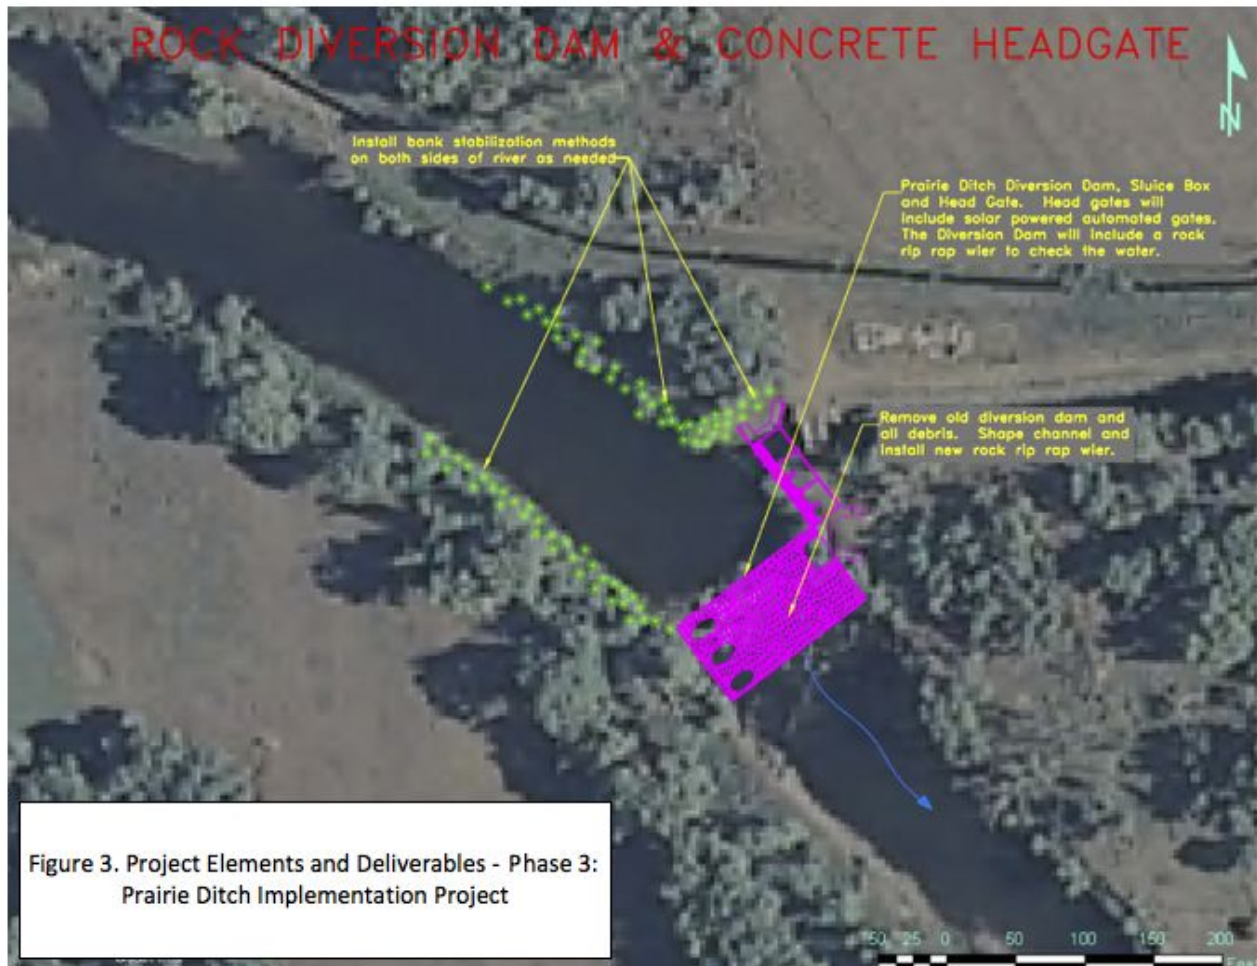 ROCK DIVERSION DAM & CONCRETE HEADGATE
N
Install bank stabilization methods
on both sides of river as needed
Prairie Ditch Diversion Dam, Sluice Box
and Head Gate. Head gates will
include solar powered automated gates.
The Diversion Dam will include a rock
rip rap wier to check the water.
Remove old diversion dam and
all debris. Shape channel and
install new rock rip rap wier.
Figure 3. Project Elements and Deliverables - Phase 3:
Prairie Ditch Implementation Project
50 25 0 50 100 150 200